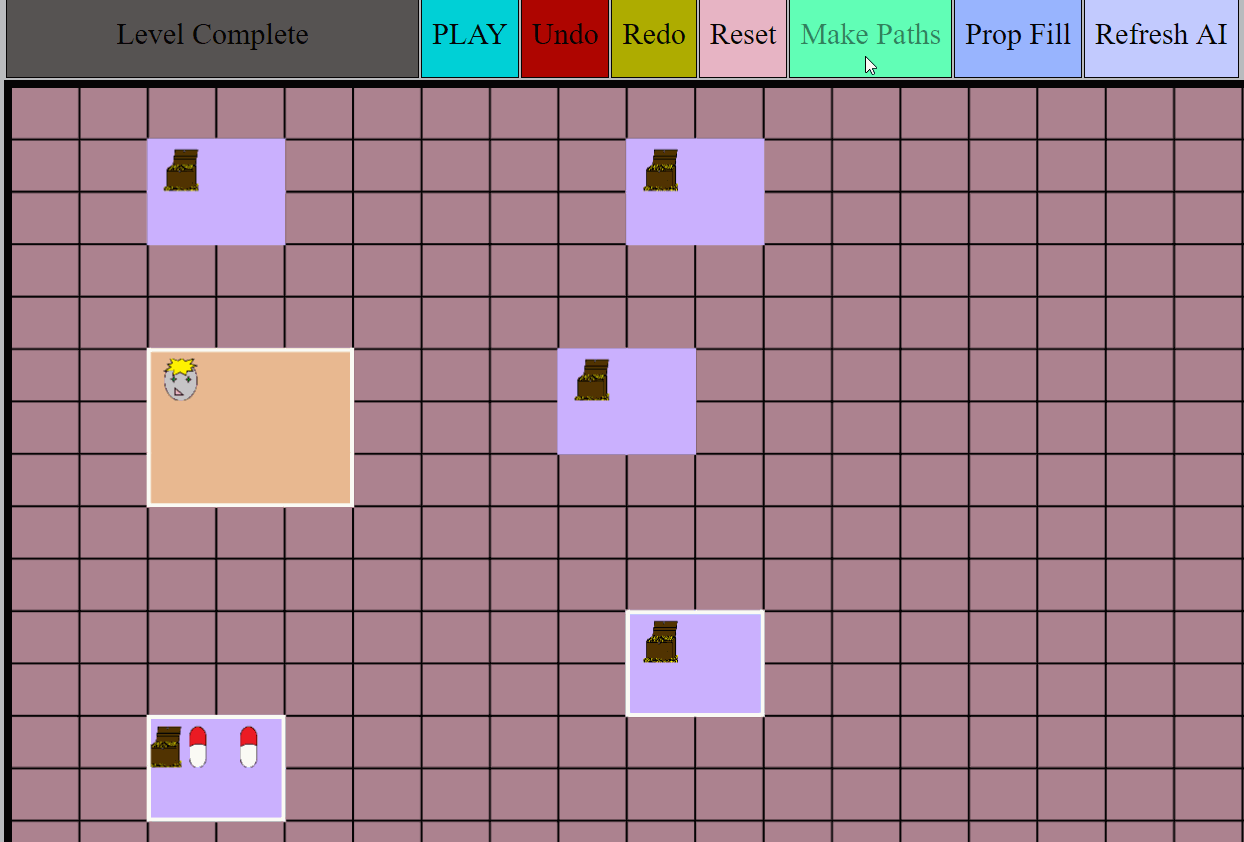 Level Complete
PLAY
Undo
Redo
Reset
Make Paths
Prop Fill
Refresh AI